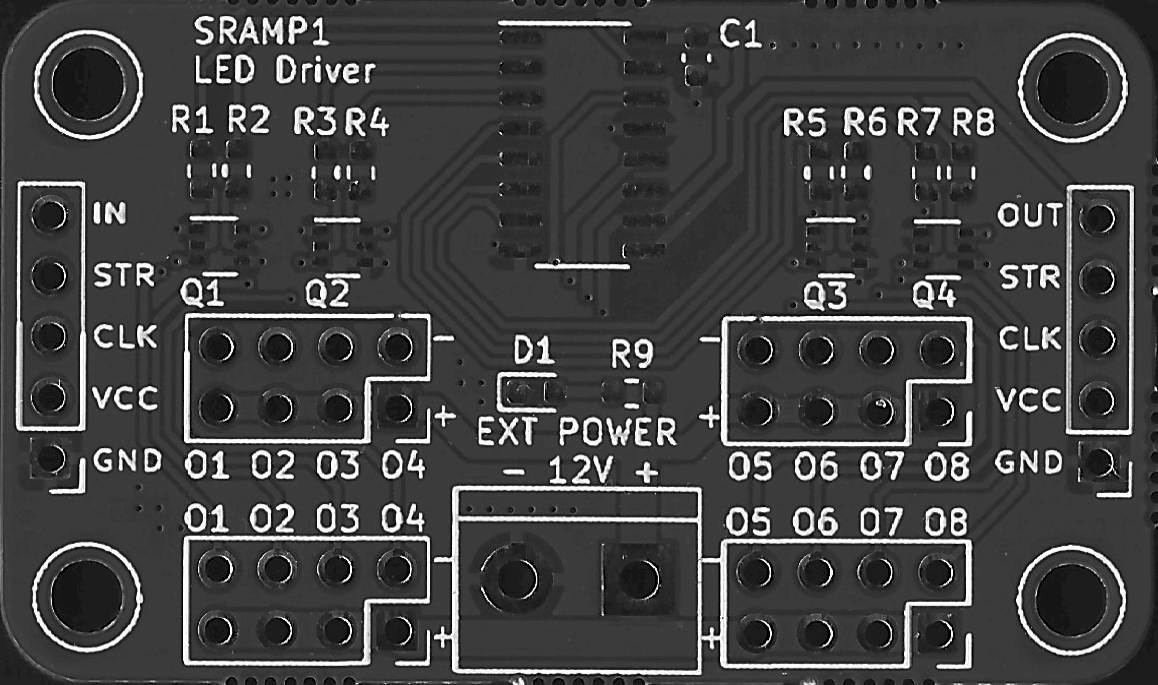 SRAMP1
LED Driver
C1
R1 R2 R3 R4 R5 R6 R7 R8
IN OUT
STR STR
Q1 Q2 Q3 Q4
CLK CLK
D1 R9
- -
VCC VCC
+ +
EXT POWER
GND O1 O2 O3 O4 - 12V + O5 O6 O7 O8 GND
O1 O2 O3 O4 O5 O6 O7 O8
- -
+ +